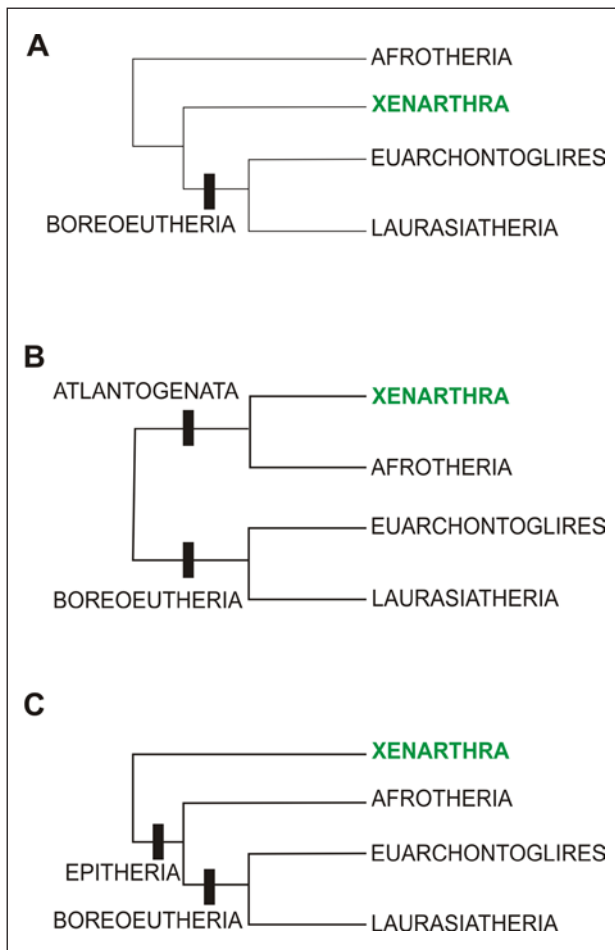 A
AFROTHERIA
XENARTHRA
EUARCHONTOGLIRES
BOREOEUTHERIA
LAURASIATHERIA
B
ATLANTOGENATA
XENARTHRA
AFROTHERIA
EUARCHONTOGLIRES
BOREOEUTHERIA
LAURASIATHERIA
C
XENARTHRA
AFROTHERIA
EUARCHONTOGLIRES
EPITHERIA
BOREOEUTHERIA
LAURASIATHERIA